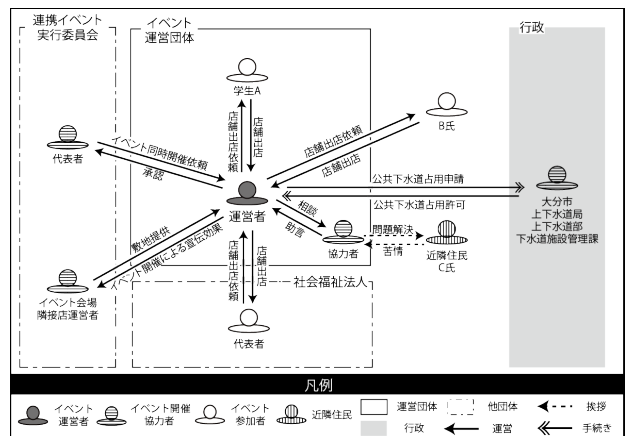 連携イベント
実行委員会
イベント
運営団体
行政
学生A
店舗出店依頼
店舗出店
B氏
店舗出店依頼
店舗出店
代表者
イベント同時開催依頼
承認
運営者
公共下水道占用申請
公共下水道占用許可
大分市
上下水道局
上下水道部
下水道施設管理課
相談
助言
協力者
問題解決
苦情
近隣住民
C氏
敷地提供
イベント開催による宣伝効果
イベント会場
隣接店運営者
店舗出店依頼
店舗出店
社会福祉法人
代表者
凡例
イベント
運営者
イベント開催
協力者
イベント
参加者
近隣住民
運営団体
他団体
挨拶
行政
運営
手続き